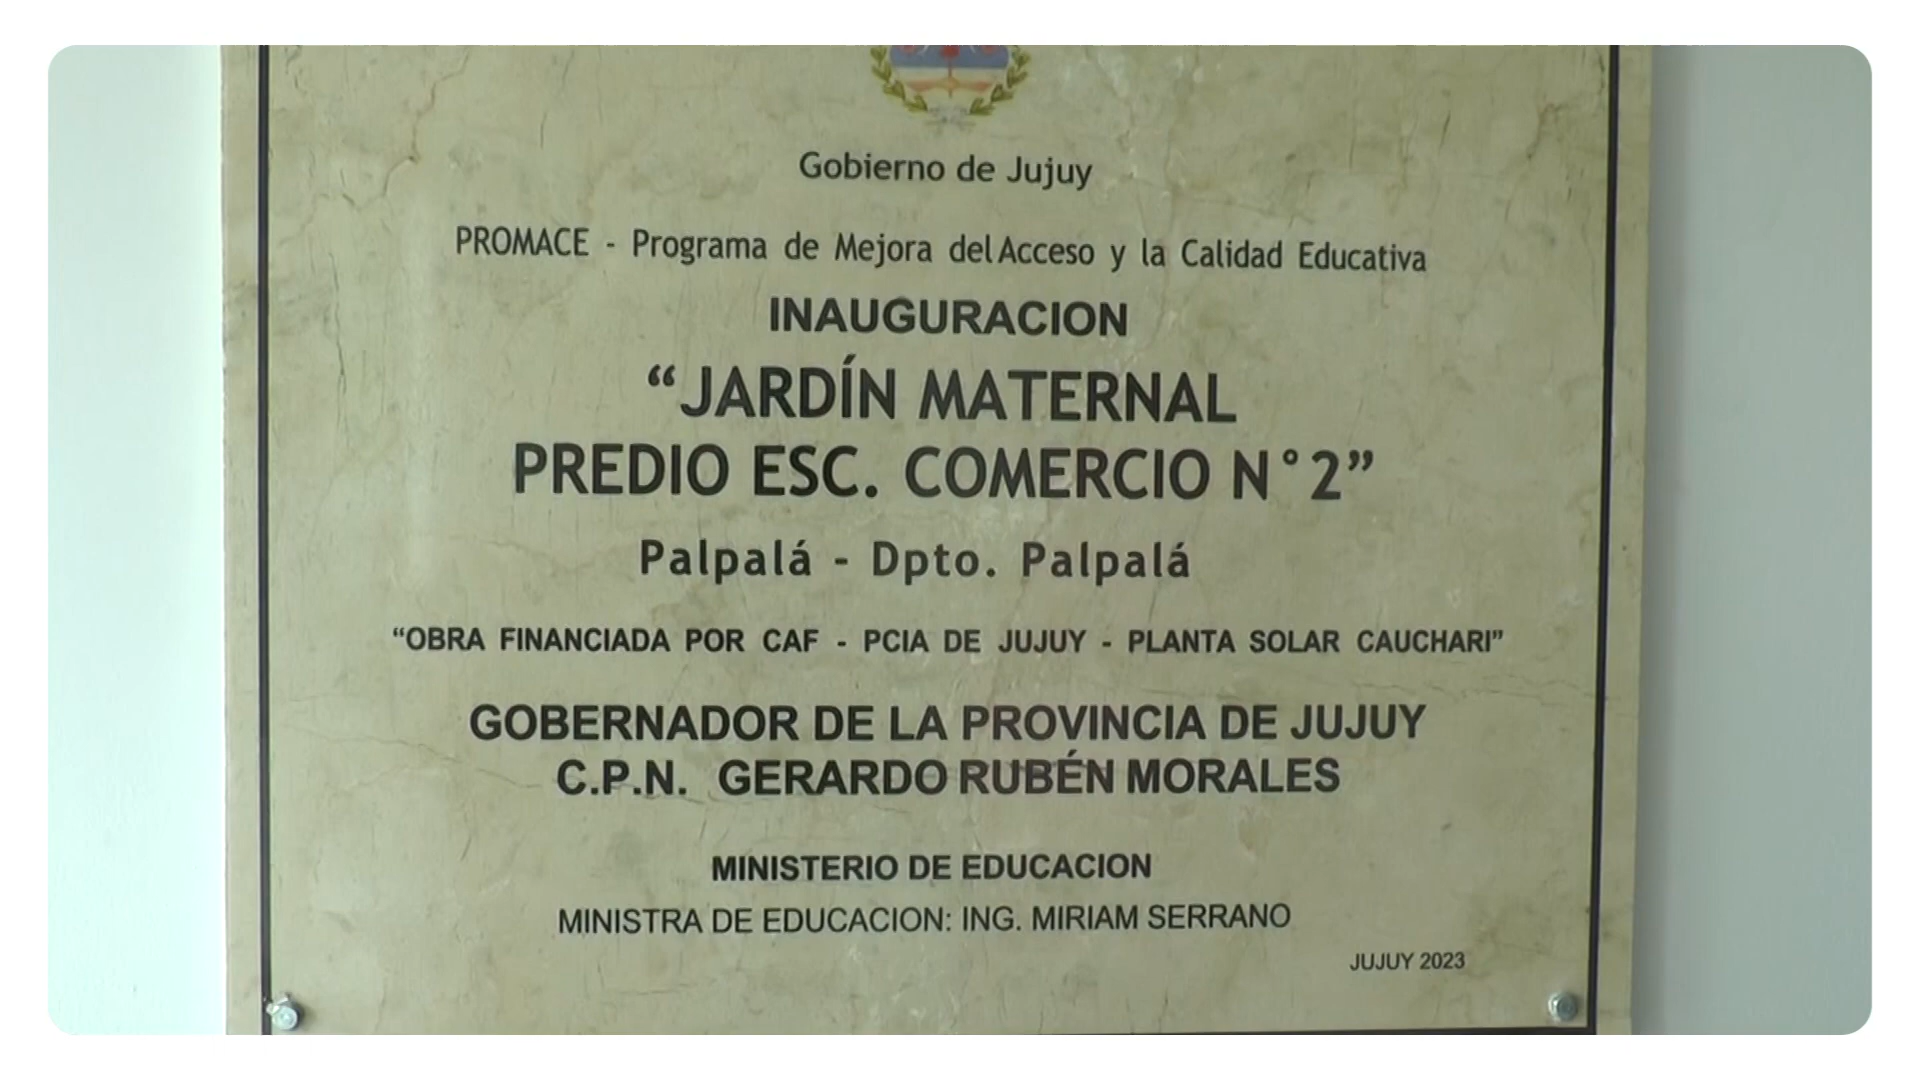 Gobierno de Jujuy
PROMACE - Programa de Mejora del Acceso y la Calidad Educativa
INAUGURACION
“JARDÍN MATERNAL
PREDIO ESC. COMERCIO N°2”
Palpalá - Dpto. Palpalá
“OBRA FINANCIADA POR CAF - PCIA DE JUJUY - PLANTA SOLAR CAUCHARI”
GOBERNADOR DE LA PROVINCIA DE JUJUY
C.P.N. GERARDO RUBÉN MORALES
MINISTERIO DE EDUCACION
MINISTRA DE EDUCACION: ING. MIRIAM SERRANO
JUJUY 2023